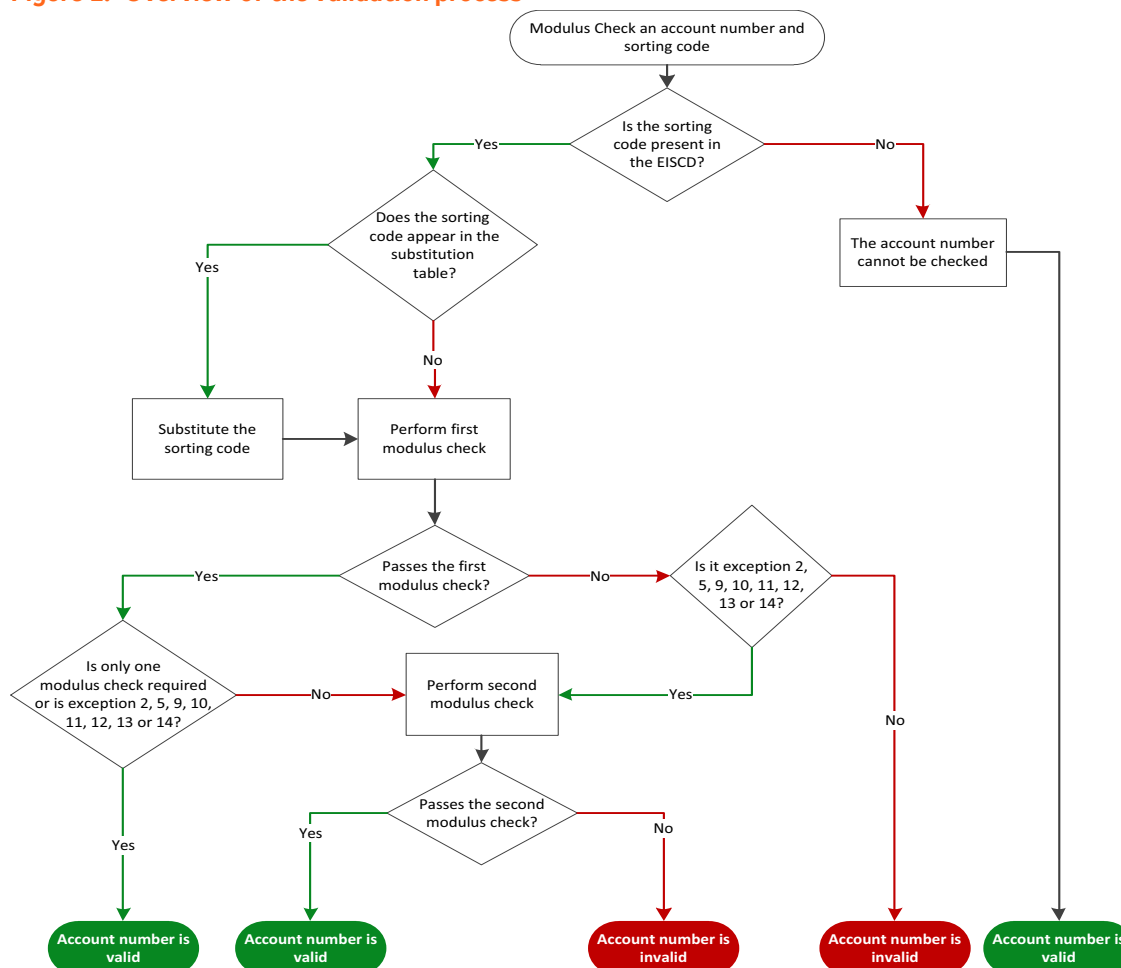 Modulus Check an account number and
sorting code
Is the sorting
code present in
the EISCD?
Yes
No
Does the sorting
code appear in the
substitution
table?
The account number
cannot be checked
Yes
No
Substitute the
sorting code
Perform first
modulus check
Passes the first
modulus check?
Is it exception 2,
5, 9, 10, 11, 12,
13 or 14?
Yes
No
Is only one
modulus check required
or is exception 2, 5, 9, 10,
11, 12, 13 or 14?
No
Perform second
modulus check
Yes
No
Passes the second
modulus check?
Yes
Yes
No
Account number is
valid
Account number is
valid
Account number is
invalid
Account number is
invalid
Account number is
valid